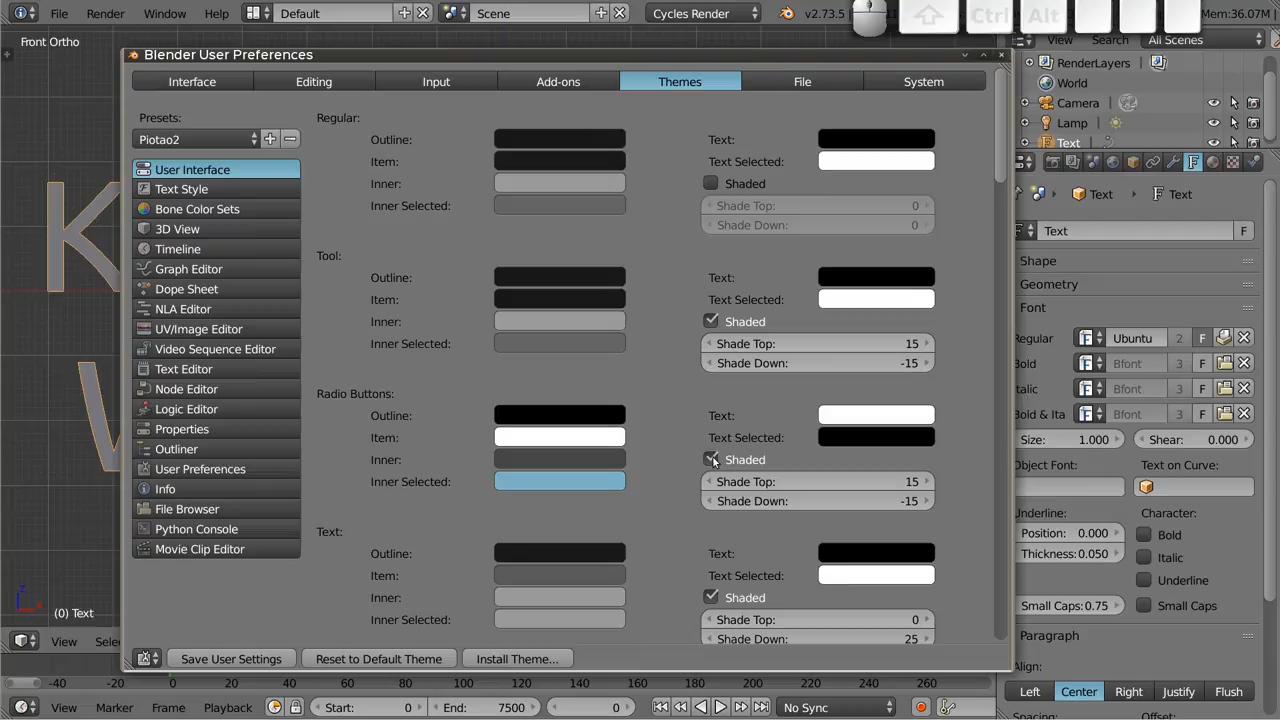 File Render Window Help Default Scene Cycles Render v2.73.5 Ctrl Alt Mem:36.07M
Front Ortho
Blender User Preferences
View Search All Scenes
Interface Editing Input Add-ons Themes File System
RenderLayers
World
Camera
Lamp
Text
Presets:
Piotao2
User Interface
Text Style
Bone Color Sets
3D View
Timeline
Graph Editor
Dope Sheet
NLA Editor
UV/Image Editor
Video Sequence Editor
Text Editor
Node Editor
Logic Editor
Properties
Outliner
User Preferences
Info
File Browser
Python Console
Movie Clip Editor
Regular:
Outline: Text:
Item: Text Selected:
Inner: Shaded
Inner Selected: Shade Top: 0
Shade Down: 0
Tool:
Outline: Text:
Item: Text Selected:
Inner: Shaded
Inner Selected: Shade Top: 15
Shade Down: -15
Radio Buttons:
Outline: Text:
Item: Text Selected:
Inner: Shaded
Inner Selected: Shade Top: 15
Shade Down: -15
Text:
Outline: Text:
Item: Text Selected:
Inner: Shaded
Inner Selected: Shade Top: 0
Shade Down: 25
Save User Settings Reset to Default Theme Install Theme...
Text Text
Text F
Shape
Geometry
Font
Regular Ubuntu 2 F
Bold Bfont 3 F
Italic Bfont 3 F
Bold & Ita Bfont 3 F
Size: 1.000 Shear: 0.000
Object Font: Text on Curve:
Underline: Character:
Position: 0.000 Bold
Thickness: 0.050 Italic
Underline
Small Caps: 0.75 Small Caps
Paragraph
Align:
Left Center Right Justify Flush
K
Z
X
(0) Text
View Selec
-40 -20 0 20 40 60 80 100 120 140 160 180 200 220 240 260
View Marker Frame Playback Start: 0 End: 7500 0 No Sync